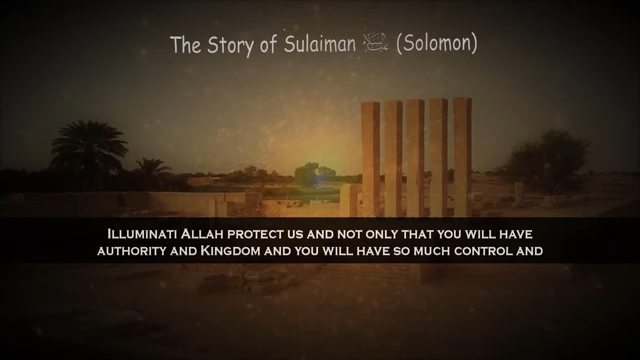 The Story of Sulaiman (Solomon)
Illuminati Allah protect us and not only that you will have
authority and Kingdom and you will have so much control and